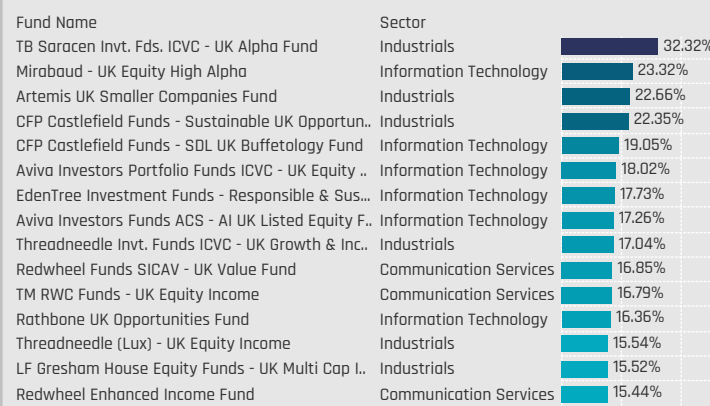 Fund Name Sector
TB Saracen Invt. Fds. ICVC - UK Alpha Fund Industrials 32.32%
Mirabaud - UK Equity High Alpha Information Technology 23.32%
Artemis UK Smaller Companies Fund Industrials 22.66%
CFP Castlefield Funds - Sustainable UK Opportun.. Industrials 22.35%
CFP Castlefield Funds - SDL UK Buffetology Fund Information Technology 19.05%
Aviva Investors Portfolio Funds ICVC - UK Equity .. Information Technology 18.02%
EdenTree Investment Funds - Responsible & Sus... Information Technology 17.73%
Aviva Investors Funds ACS - AI UK Listed Equity F.. Information Technology 17.26%
Threadneedle Invt. Funds ICVC - UK Growth & Inc.. Industrials 17.04%
Redwheel Funds SICAV - UK Value Fund Communication Services 16.85%
TM RWC Funds - UK Equity Income Communication Services 16.79%
Rathbone UK Opportunities Fund Information Technology 16.36%
Threadneedle (Lux) - UK Equity Income Industrials 15.54%
LF Gresham House Equity Funds - UK Multi Cap I.. Industrials 15.52%
Redwheel Enhanced Income Fund Communication Services 15.44%